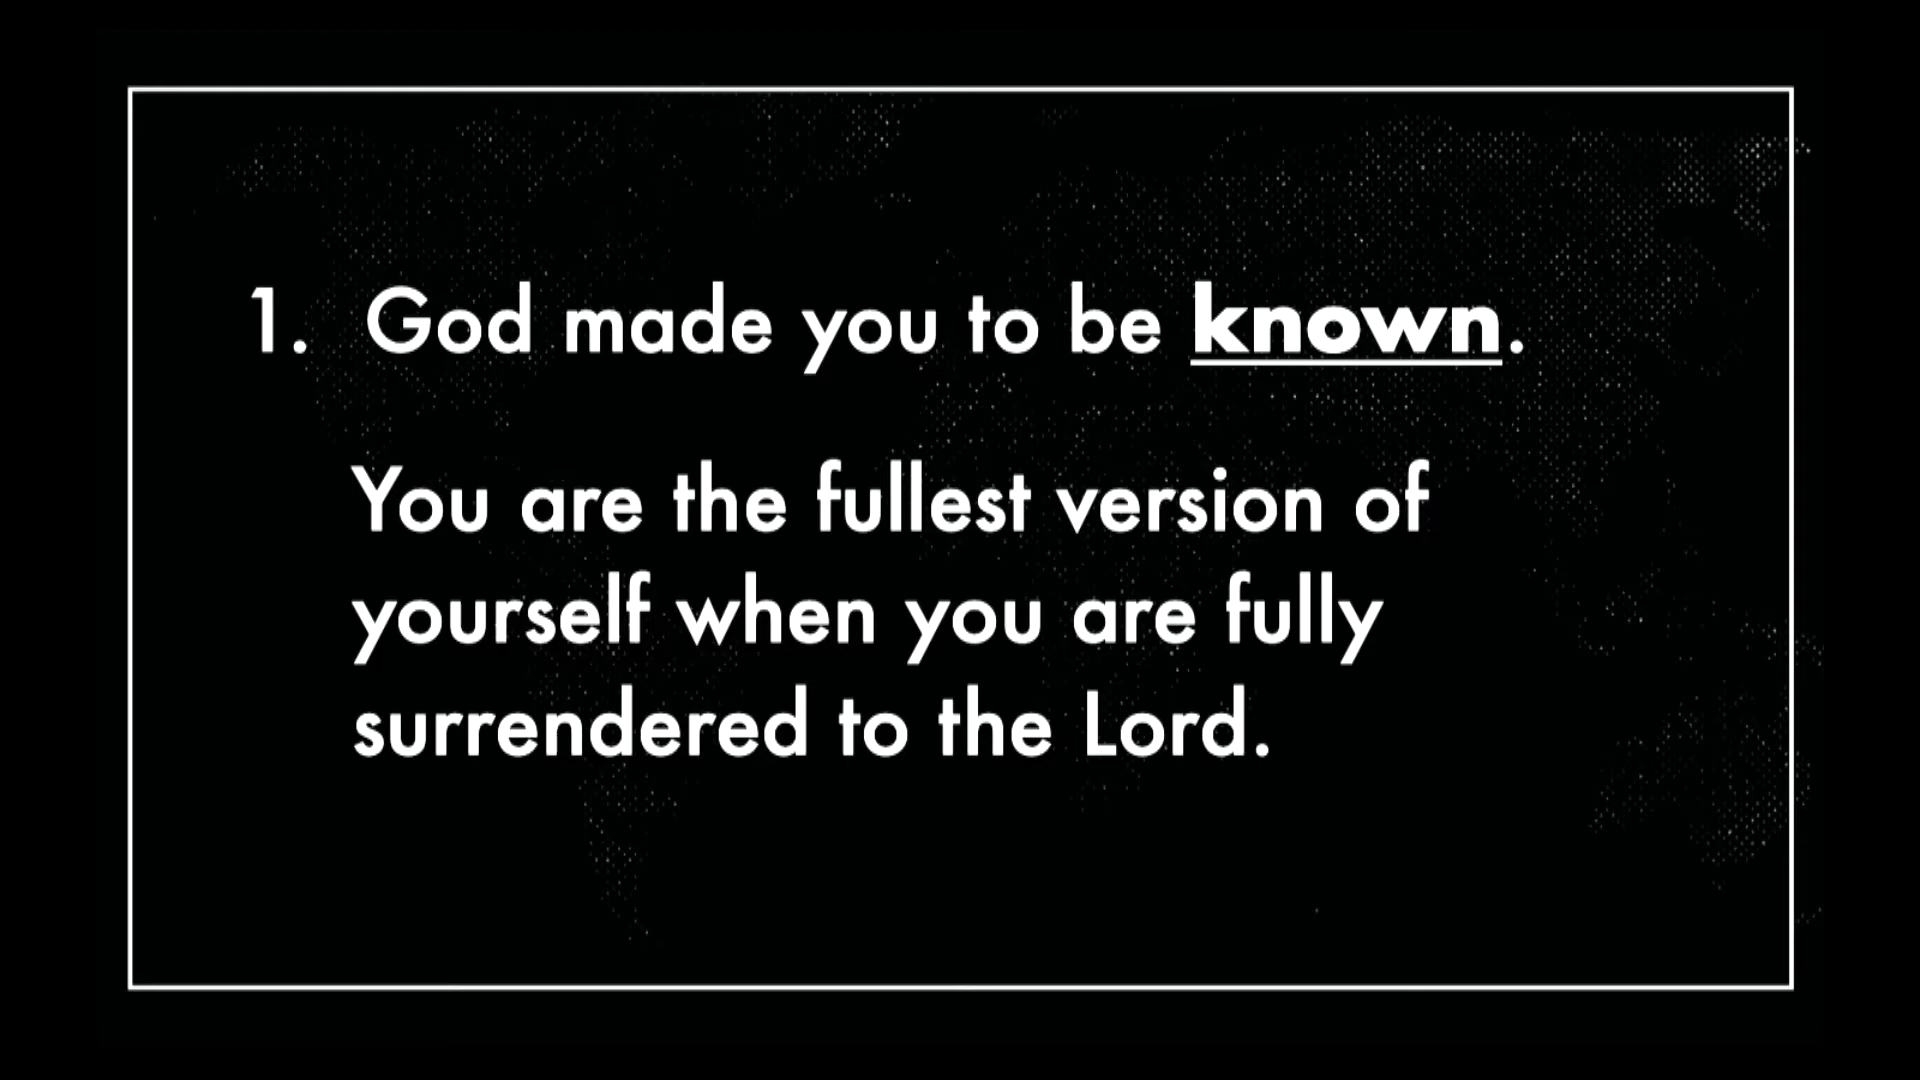 1. God made you to be known.
You are the fullest version of
yourself when you are fully
surrendered to the Lord.